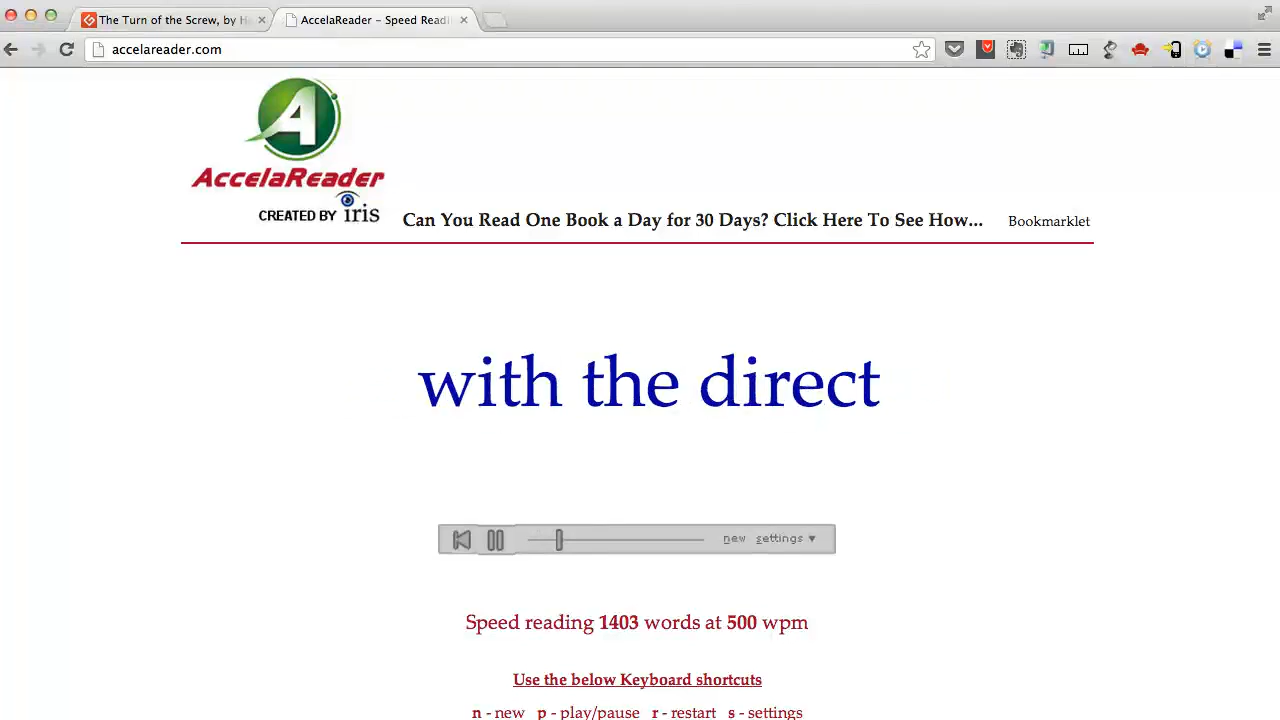 The Turn of the Screw, by H
AccelaReader – Speed Readi
accelareader.com
A
AccelaReader
CREATED BY iris
Can You Read One Book a Day for 30 Days? Click Here To See How... Bookmarklet
with the direct
new settings ▼
Speed reading 1403 words at 500 wpm
Use the below Keyboard shortcuts
n - new p - play/pause r - restart s - settings